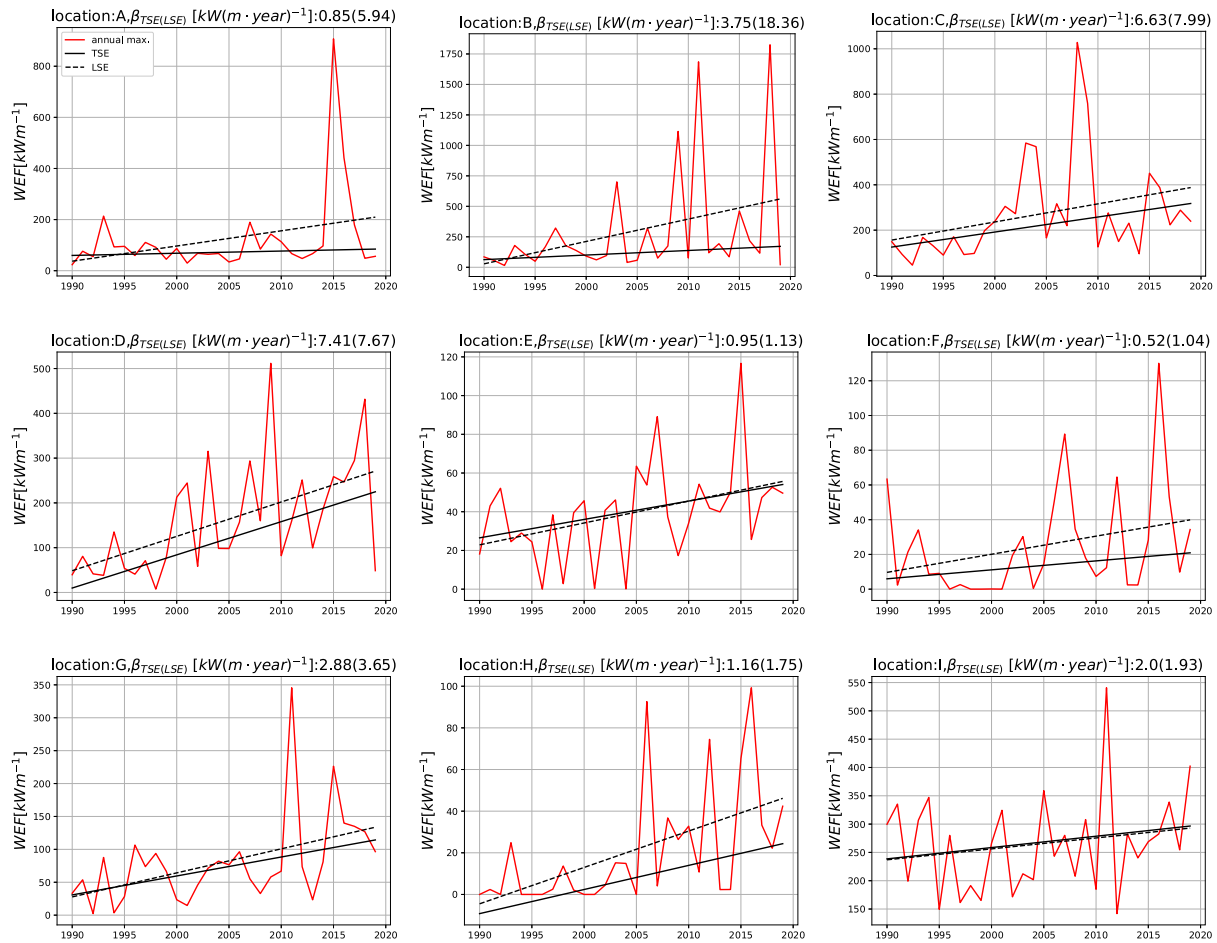 location:A,β_TSE(LSE) [kW(m·year)⁻¹]:0.85(5.94)
annual max.
TSE
LSE
WEF[kWm⁻¹]
800
600
400
200
0
1990 1995 2000 2005 2010 2015 2020
location:B,β_TSE(LSE) [kW(m·year)⁻¹]:3.75(18.36)
WEF[kWm⁻¹]
1750
1500
1250
1000
750
500
250
0
1990 1995 2000 2005 2010 2015 2020
location:C,β_TSE(LSE) [kW(m·year)⁻¹]:6.63(7.99)
WEF[kWm⁻¹]
1000
800
600
400
200
0
1990 1995 2000 2005 2010 2015 2020
location:D,β_TSE(LSE) [kW(m·year)⁻¹]:7.41(7.67)
WEF[kWm⁻¹]
500
400
300
200
100
0
1990 1995 2000 2005 2010 2015 2020
location:E,β_TSE(LSE) [kW(m·year)⁻¹]:0.95(1.13)
WEF[kWm⁻¹]
120
100
80
60
40
20
0
1990 1995 2000 2005 2010 2015 2020
location:F,β_TSE(LSE) [kW(m·year)⁻¹]:0.52(1.04)
WEF[kWm⁻¹]
120
100
80
60
40
20
0
1990 1995 2000 2005 2010 2015 2020
location:G,β_TSE(LSE) [kW(m·year)⁻¹]:2.88(3.65)
WEF[kWm⁻¹]
350
300
250
200
150
100
50
0
1990 1995 2000 2005 2010 2015 2020
location:H,β_TSE(LSE) [kW(m·year)⁻¹]:1.16(1.75)
WEF[kWm⁻¹]
100
80
60
40
20
0
1990 1995 2000 2005 2010 2015 2020
location:I,β_TSE(LSE) [kW(m·year)⁻¹]:2.0(1.93)
WEF[kWm⁻¹]
550
500
450
400
350
300
250
200
150
1990 1995 2000 2005 2010 2015 2020